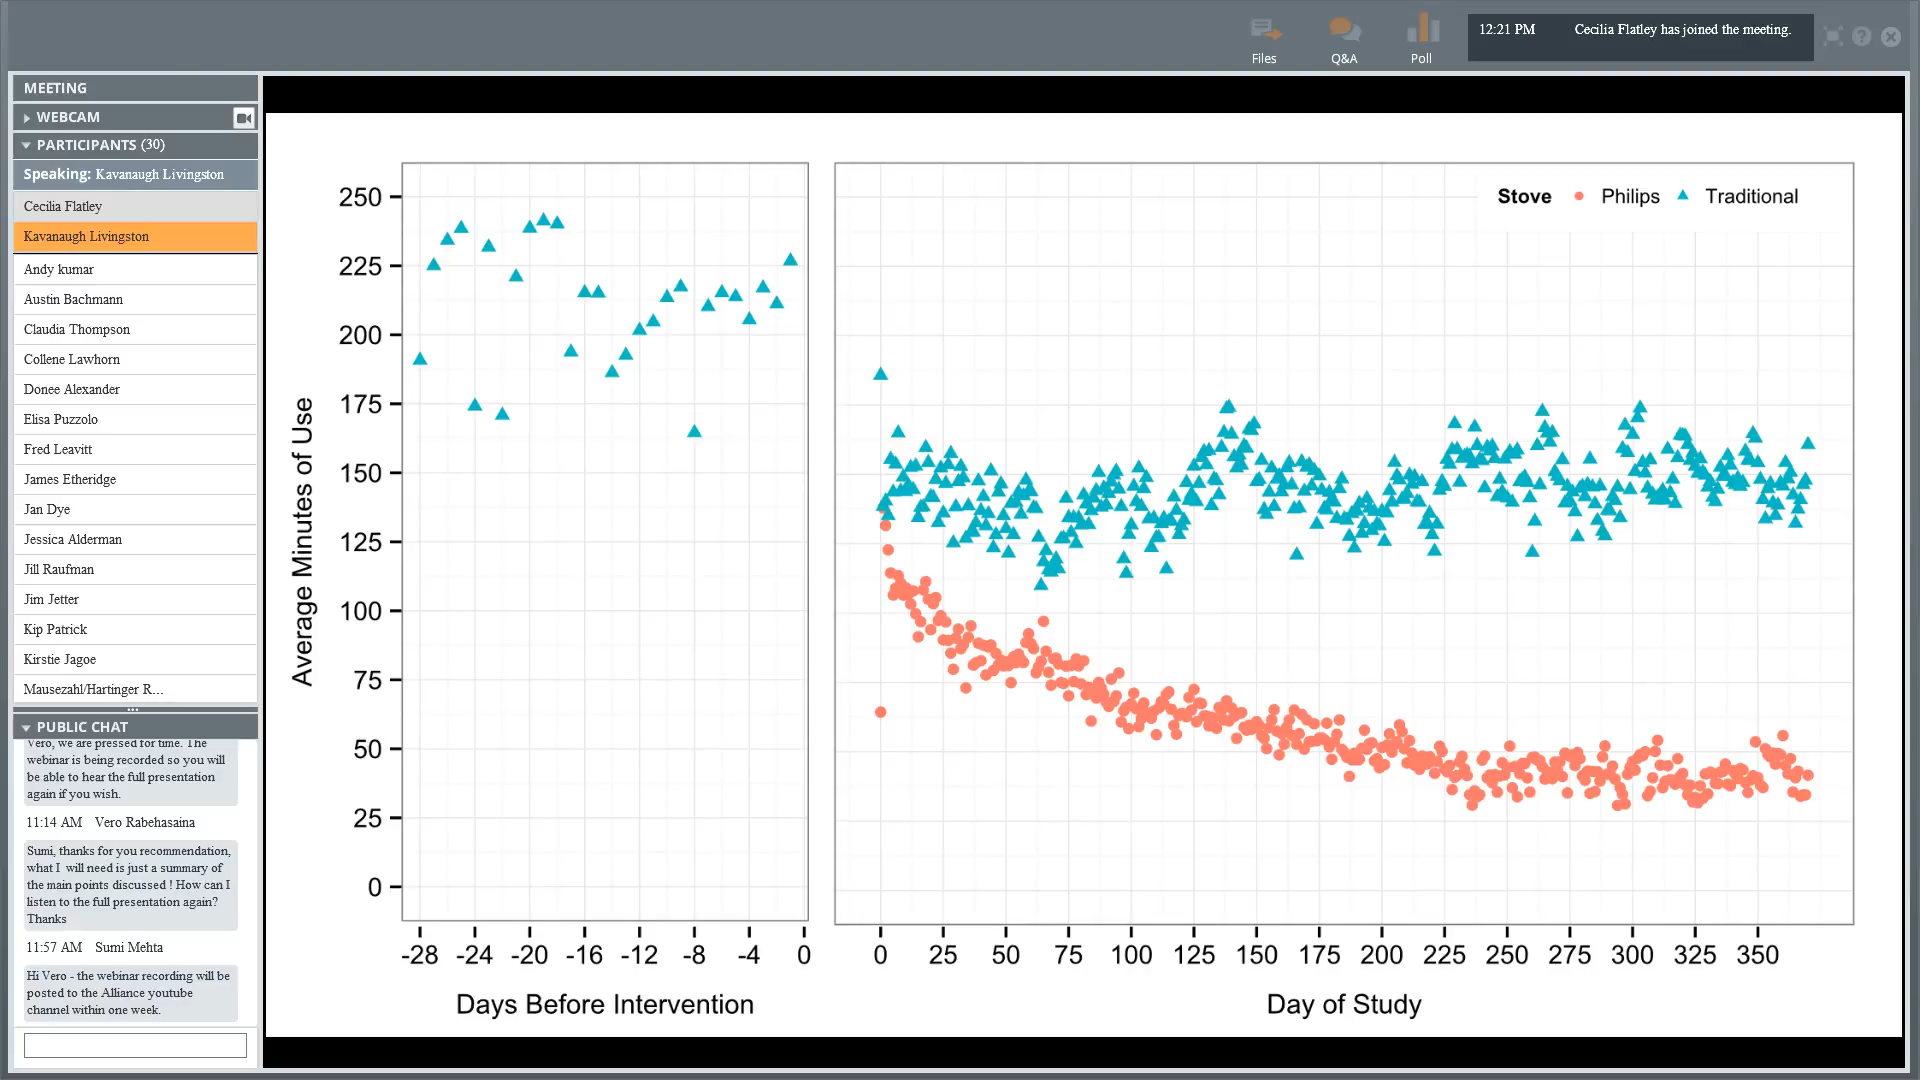 Files
Q&A
Poll
12:21 PM Cecilia Flatley has joined the meeting.
MEETING
WEBCAM
PARTICIPANTS (30)
Speaking: Kavanaugh Livingston
Cecilia Flatley
Kavanaugh Livingston
Andy kumar
Austin Bachmann
Claudia Thompson
Collene Lawhorn
Donee Alexander
Elisa Puzzolo
Fred Leavitt
James Etheridge
Jan Dye
Jessica Alderman
Jill Raufman
Jim Jetter
Kip Patrick
Kirstie Jagoe
Mausezahl/Hartinger R...
PUBLIC CHAT
Vero, we are pressed for time. The
webinar is being recorded so you will
be able to hear the full presentation
again if you wish.
11:14 AM Vero Rabehasaina
Sumi, thanks for you recommendation,
what I will need is just a summary of
the main points discussed ! How can I
listen to the full presentation again?
Thanks
11:57 AM Sumi Mehta
Hi Vero - the webinar recording will be
posted to the Alliance youtube
channel within one week.
Average Minutes of Use
250
225
200
175
150
125
100
75
50
25
0
-28 -24 -20 -16 -12 -8 -4 0
Days Before Intervention
Stove Philips Traditional
0 25 50 75 100 125 150 175 200 225 250 275 300 325 350
Day of Study